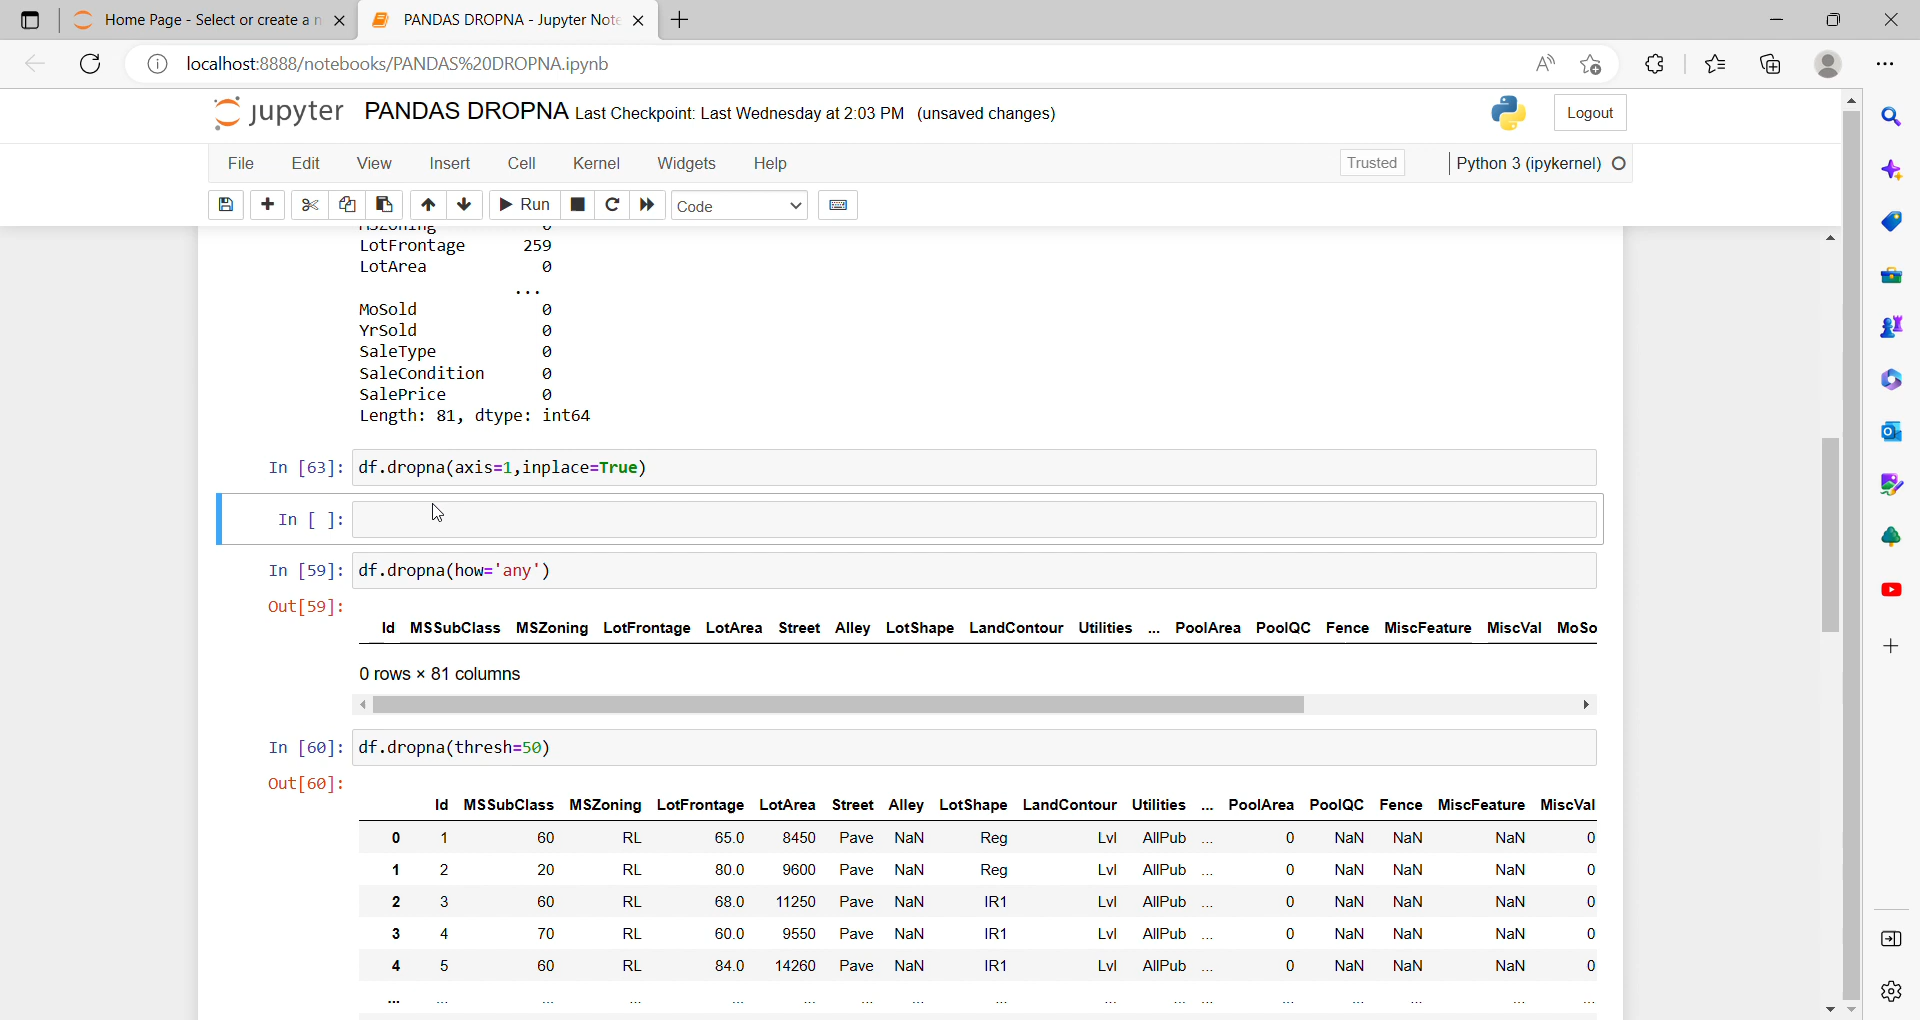 Home Page - Select or create a n
PANDAS DROPNA - Jupyter Note
localhost:8888/notebooks/PANDAS%20DROPNA.ipynb
jupyter PANDAS DROPNA Last Checkpoint: Last Wednesday at 2:03 PM (unsaved changes)
Logout
File Edit View Insert Cell Kernel Widgets Help
Trusted
Python 3 (ipykernel)
Run
Code
MSZoning 0
LotFrontage 259
LotArea 0
...
MoSold 0
YrSold 0
SaleType 0
SaleCondition 0
SalePrice 0
Length: 81, dtype: int64
In [63]: df.dropna(axis=1,inplace=True)
In [ ]:
In [59]: df.dropna(how='any')
Out[59]:
Id MSSubClass MSZoning LotFrontage LotArea Street Alley LotShape LandContour Utilities ... PoolArea PoolQC Fence MiscFeature MiscVal MoSo
0 rows × 81 columns
In [60]: df.dropna(thresh=50)
Out[60]:
Id MSSubClass MSZoning LotFrontage LotArea Street Alley LotShape LandContour Utilities ... PoolArea PoolQC Fence MiscFeature MiscVal
0 1 60 RL 65.0 8450 Pave NaN Reg Lvl AllPub ... 0 NaN NaN NaN 0
1 2 20 RL 80.0 9600 Pave NaN Reg Lvl AllPub ... 0 NaN NaN NaN 0
2 3 60 RL 68.0 11250 Pave NaN IR1 Lvl AllPub ... 0 NaN NaN NaN 0
3 4 70 RL 60.0 9550 Pave NaN IR1 Lvl AllPub ... 0 NaN NaN NaN 0
4 5 60 RL 84.0 14260 Pave NaN IR1 Lvl AllPub ... 0 NaN NaN NaN 0
... ... ... ... ... ... ... ... ... ... ... ... ... ... ... ... ...